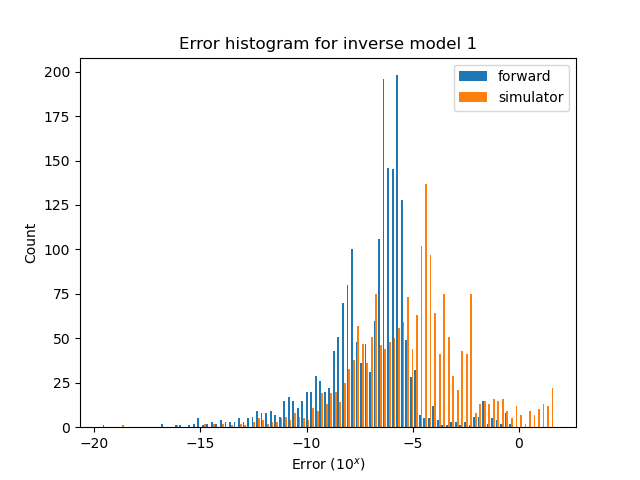 Error histogram for inverse model 1
forward
simulator
200
175
150
125
100
75
50
25
0
Count
−20 −15 −10 −5 0
Error (10^x)